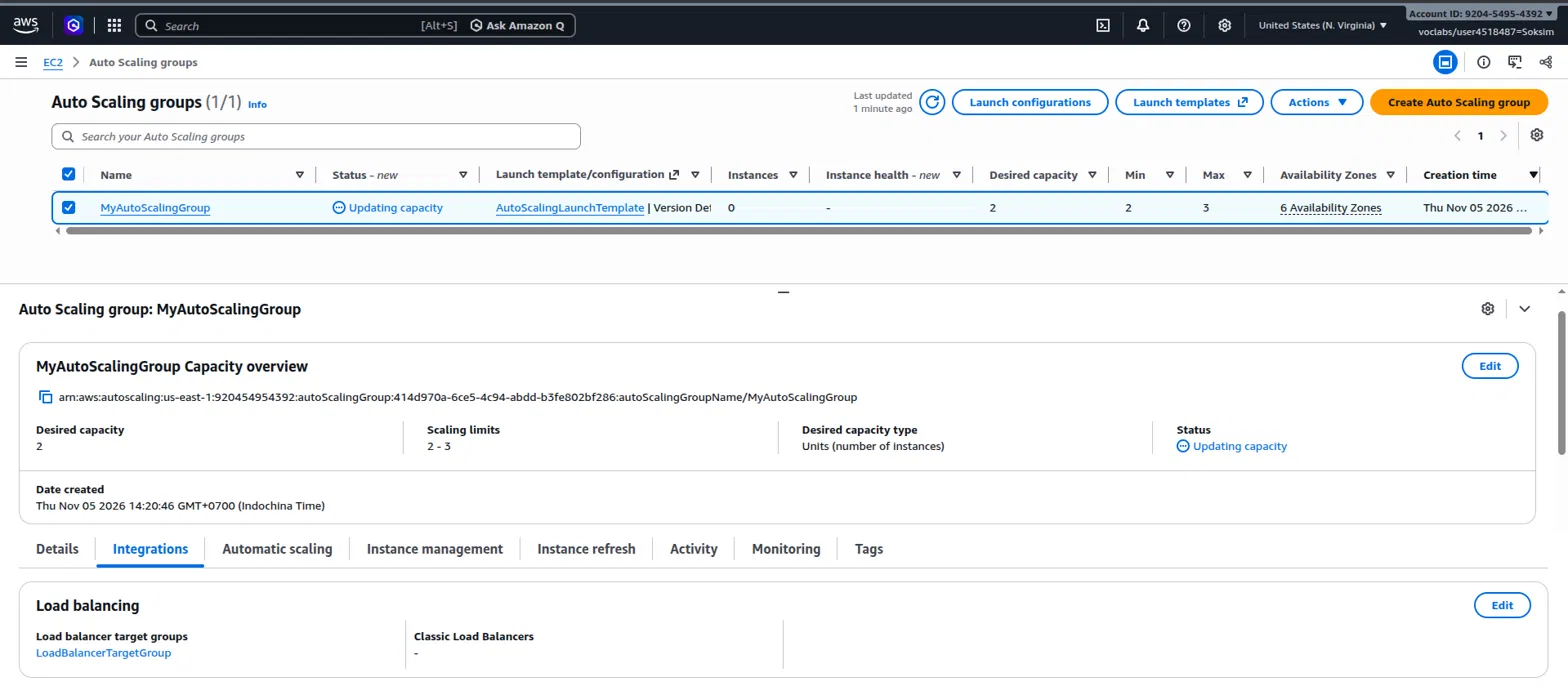 aws
Search [Alt+S] Ask Amazon Q United States (N. Virginia) Account ID: 9204-5495-4392
voclabs/user4518487=Soksim
EC2 Auto Scaling groups
Auto Scaling groups (1/1) Info Last updated 1 minute ago Launch configurations Launch templates Actions Create Auto Scaling group
Search your Auto Scaling groups 1
Name Status - new Launch template/configuration Instances Instance health - new Desired capacity Min Max Availability Zones Creation time
MyAutoScalingGroup Updating capacity AutoScalingLaunchTemplate | Version Def 0 - 2 2 3 6 Availability Zones Thu Nov 05 2026 ...
Auto Scaling group: MyAutoScalingGroup
MyAutoScalingGroup Capacity overview Edit
arn:aws:autoscaling:us-east-1:920454954392:autoScalingGroup:414d970a-6ce5-4c94-abdd-b3fe802bf286:autoScalingGroupName/MyAutoScalingGroup
Desired capacity Scaling limits Desired capacity type Status
2 2 - 3 Units (number of instances) Updating capacity
Date created
Thu Nov 05 2026 14:20:46 GMT+0700 (Indochina Time)
Details Integrations Automatic scaling Instance management Instance refresh Activity Monitoring Tags
Load balancing Edit
Load balancer target groups Classic Load Balancers
LoadBalancerTargetGroup -